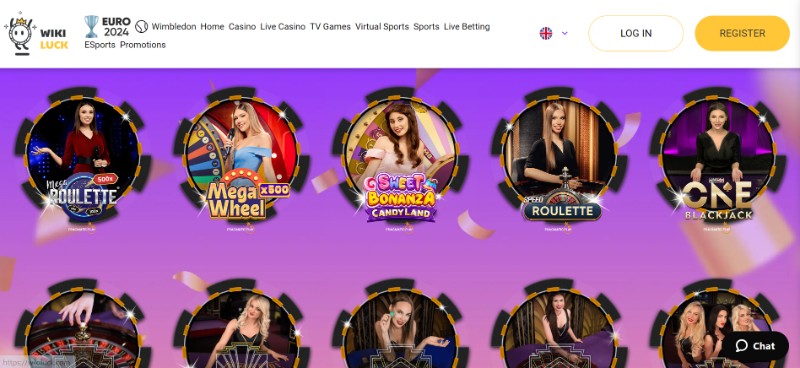 WIKI
LUCK
EURO
2024
Wimbledon Home Casino Live Casino TV Games Virtual Sports Sports Live Betting
ESports Promotions
LOG IN
REGISTER
Mega
500x
ROULETTE
Mega
Wheel
x500
SWEET
BONANZA
CANDYLAND
SPEED
ROULETTE
ONE
BLACKJACK
Chat